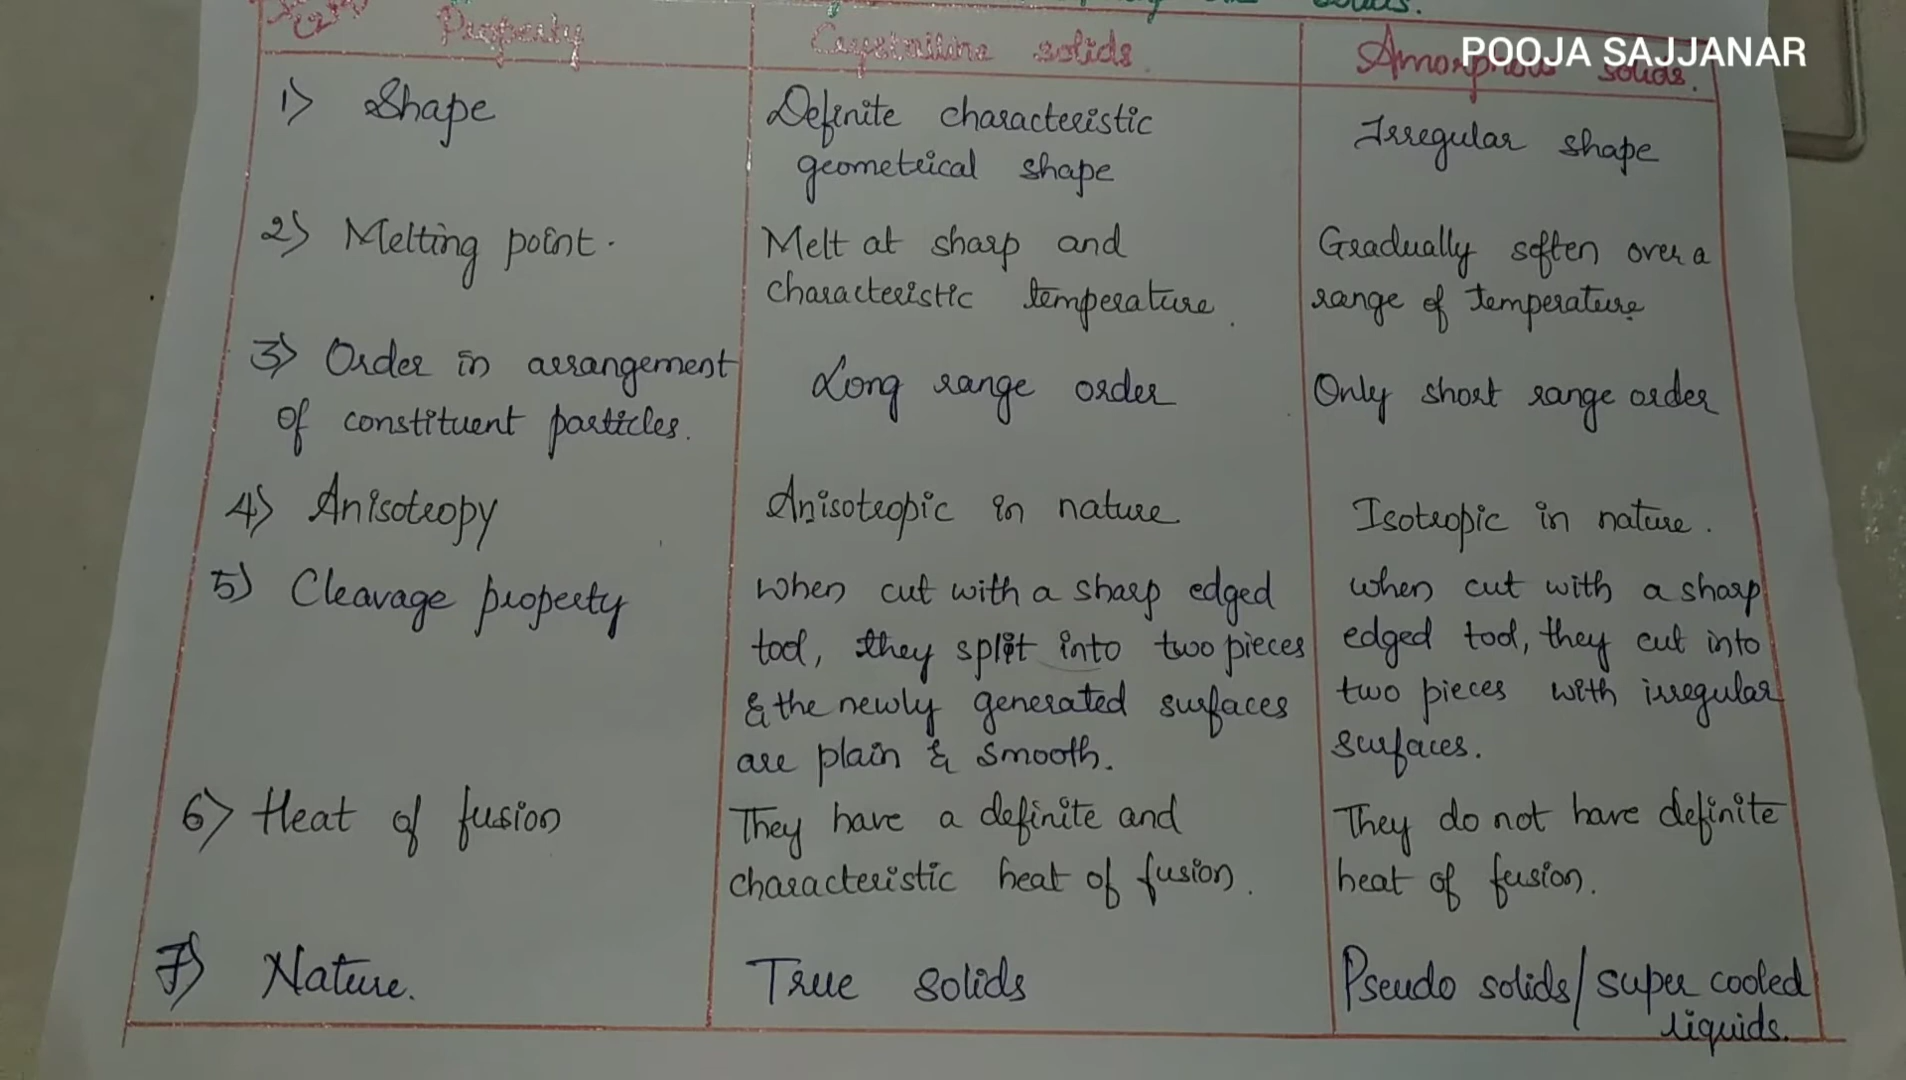 solids.
Property Crystalline solids. Amorphous solids.
POOJA SAJJANAR
1) Shape
Definite characteristic
geometrical shape
Irregular shape
2) Melting point.
Melt at sharp and
characteristic temperature.
Gradually soften over a
range of temperature.
3) Order in arrangement
of constituent particles.
Long range order
Only short range order
4) Anisotropy
Anisotropic in nature
Isotropic in nature.
5) Cleavage property
when cut with a sharp edged
tool, they split into two pieces
& the newly generated surfaces
are plain & smooth.
when cut with a sharp
edged tool, they cut into
two pieces with irregular
surfaces.
6) Heat of fusion
They have a definite and
characteristic heat of fusion.
They do not have definite
heat of fusion.
7) Nature.
True solids
Pseudo solids/super cooled
liquids.